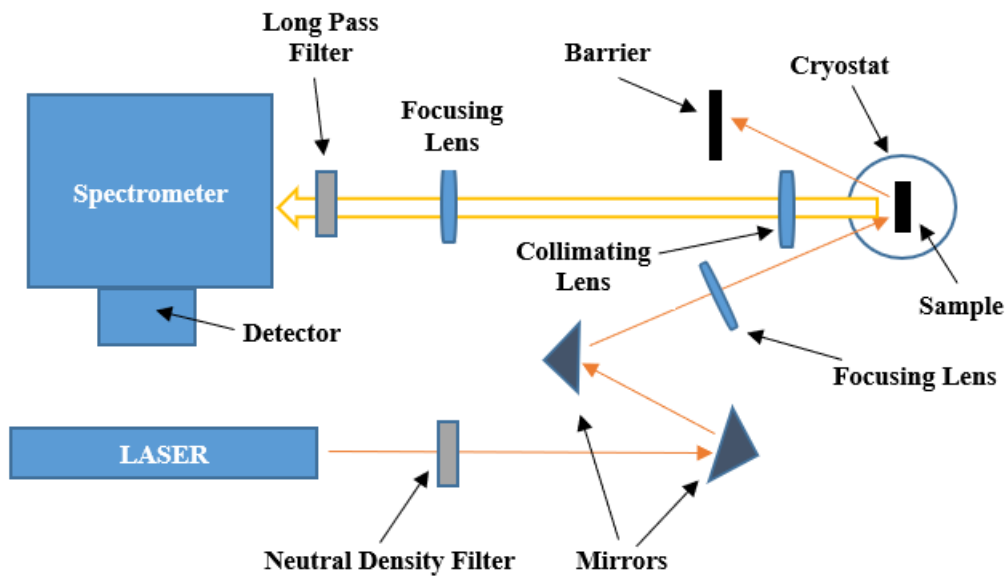 Long Pass
Filter
Barrier
Cryostat
Focusing
Lens
Spectrometer
Collimating
Lens
Sample
Detector
Focusing Lens
LASER
Neutral Density Filter
Mirrors